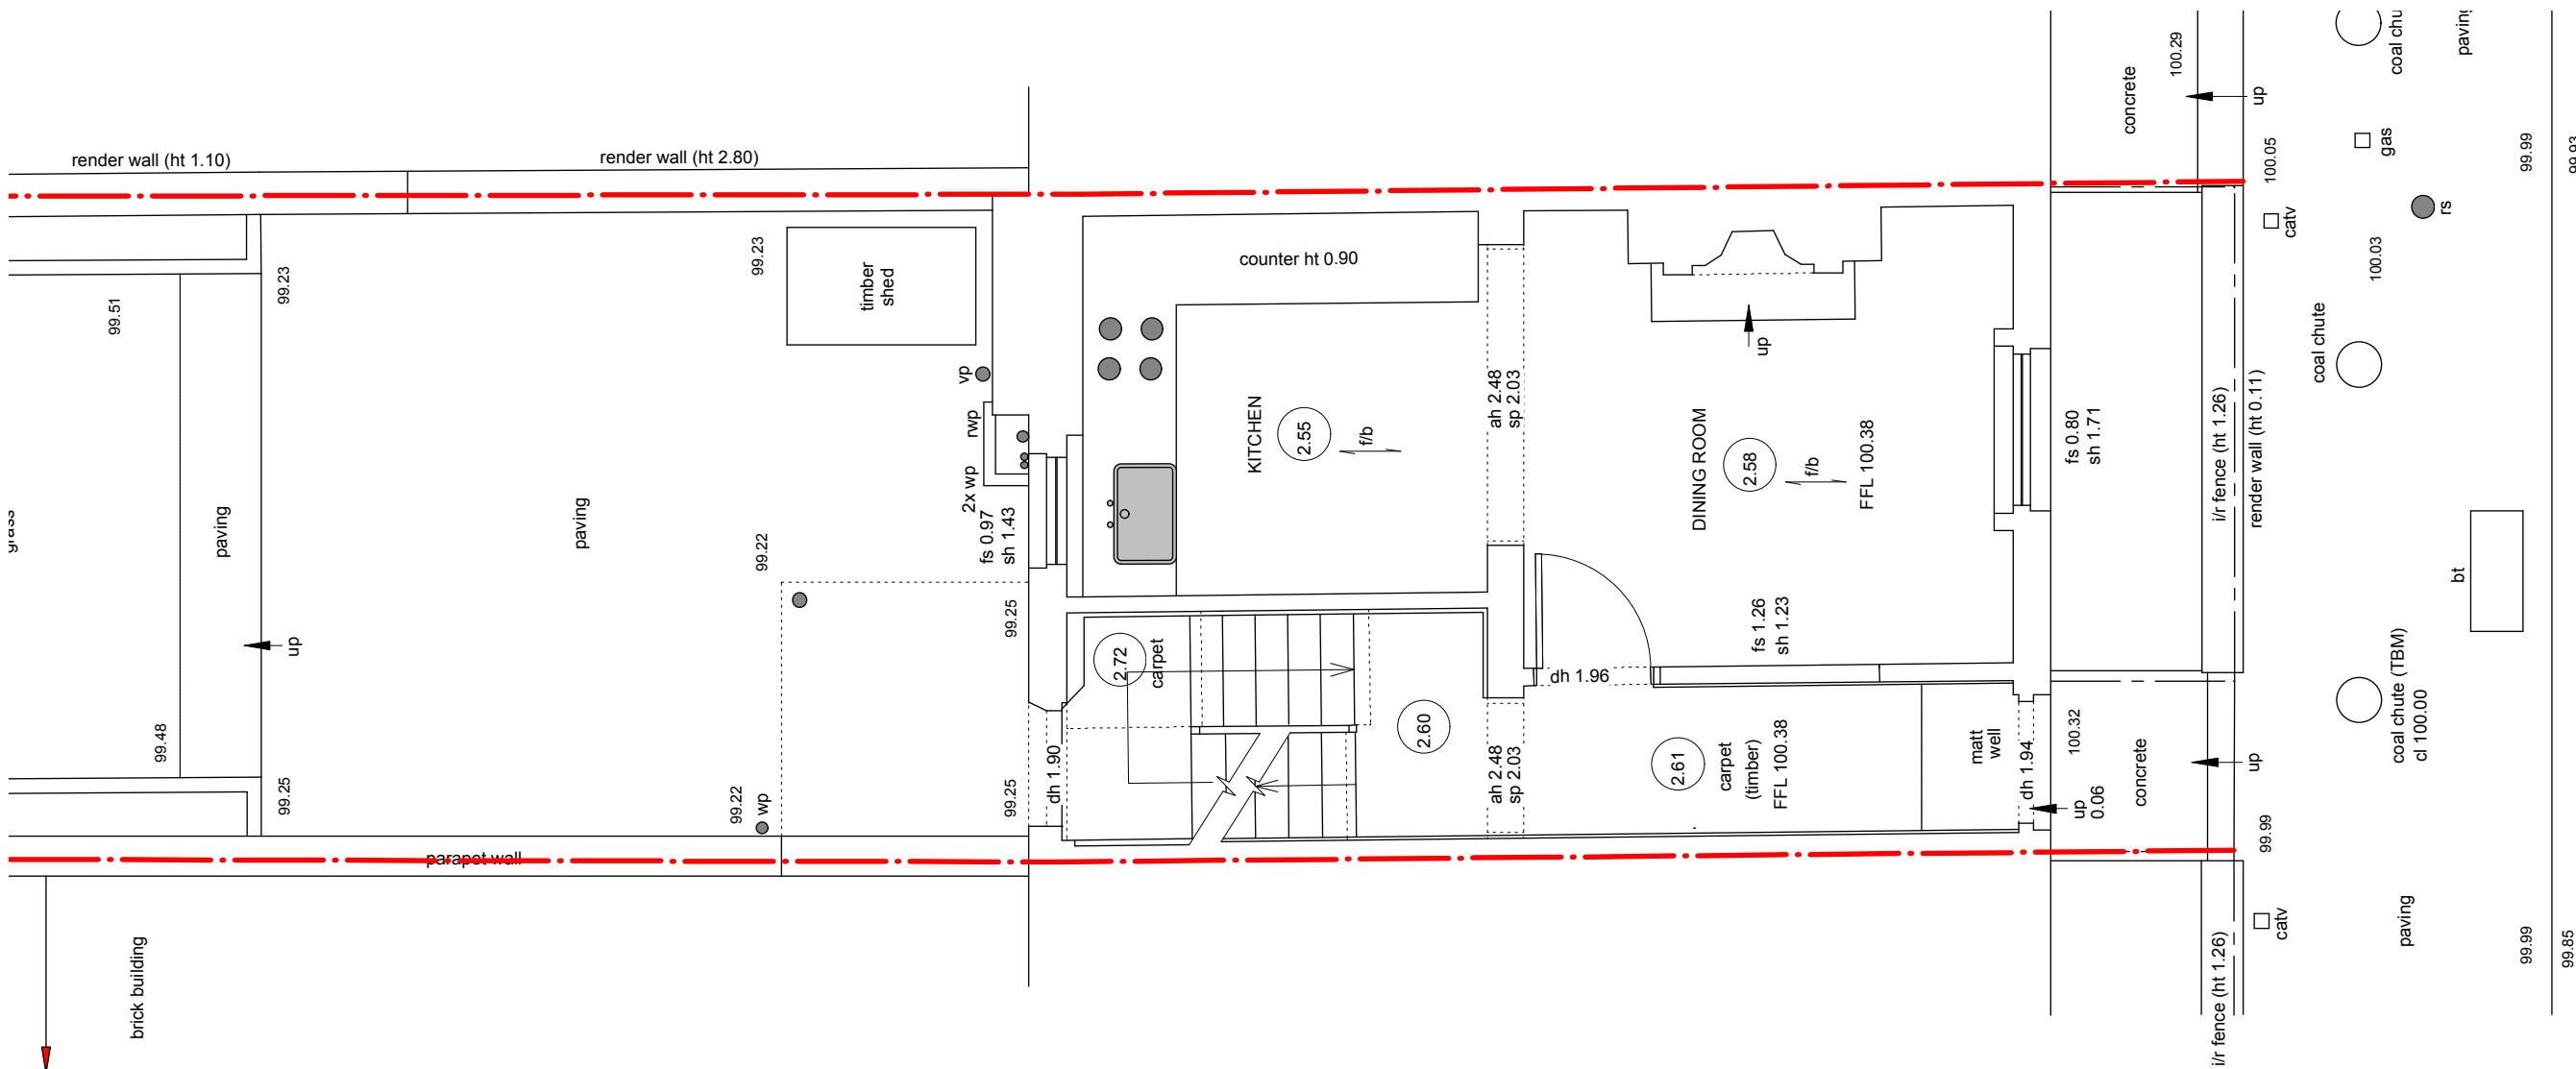 render wall (ht 1.10)
render wall (ht 2.80)
99.51
99.23
99.23
timber
shed
vp
rwp
2x wp
fs 0.97
sh 1.43
grass
paving
paving
99.22
up
99.25
99.48
99.25
99.22
wp
99.25
parapet wall
brick building
counter ht 0.90
KITCHEN
2.55
f/b
ah 2.48
sp 2.03
up
DINING ROOM
2.58
f/b
FFL 100.38
fs 1.26
sh 1.23
2.72
carpet
dh 1.90
2.60
dh 1.96
ah 2.48
sp 2.03
2.61
carpet
(timber)
FFL 100.38
matt
well
dh 1.94
100.32
up
0.06
concrete
up
fs 0.80
sh 1.71
i/r fence (ht 1.26)
render wall (ht 0.11)
concrete
100.29
up
100.05
catv
gas
coal chu
paving
99.99
99.93
rs
100.03
coal chute
bt
coal chute (TBM)
cl 100.00
99.99
catv
i/r fence (ht 1.26)
paving
99.99
99.85